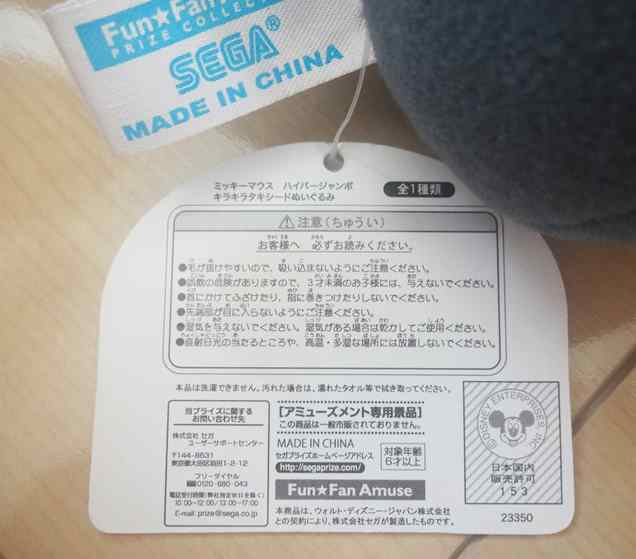 Fun★Fan
PRIZE COLLEC
SEGA®
MADE IN CHINA
ミッキーマウス ハイパージャンボ
キラキラタキシードぬいぐるみ
全1種類
注意(ちゅうい)
お客様へ 必ずお読みください。
●毛が抜けやすいので、吸い込まないようにご注意ください。
●誤飲の危険がありますので、3才未満のお子様には、与えないでください。
●首にかけてふざけたり、指に巻きつけたりしないでください。
●先端部が目に入らないようにご注意ください。
●湿気を与えないでください。湿気がある場合は乾かしてご使用ください。
●直射日光の当たるところや、高温・多湿な場所には放置しないでください。
本品は洗濯できません。汚れた場合は、濡れたタオル等で拭き取ってください。
当プライズに関する
お問い合わせ先
株式会社 セガ
ユーザーサポートセンター
〒144-8531
東京都大田区羽田1-2-12
フリーダイヤル
0120-680-043
電話受付時間(弊社指定休日を除く)
10:00~12:00・13:00~17:00
E-mail: prize@sega.co.jp
[アミューズメント専用景品]
この商品は一般市販されておりません。
MADE IN CHINA
セガプライズホームページアドレス
http://segaprize.com/
対象年齢
6才以上
Fun★Fan Amuse
本商品は、ウォルト・ディズニー・ジャパン株式会社
との契約により、株式会社セガが製造したものです。
©DISNEY ENTERPRISES, INC.
日本国内
販売許可
153
23350